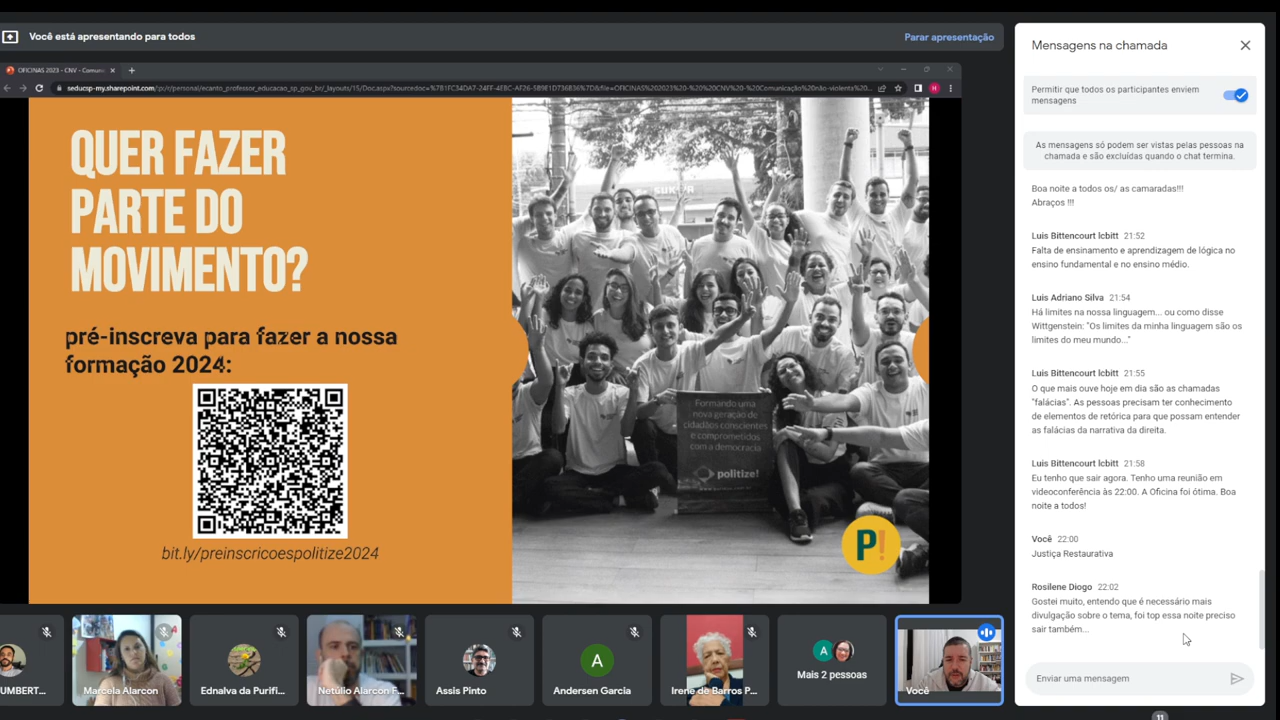 Você está apresentando para todos
Parar apresentação
OFICINAS 2023 - CNV - Comunic
QUER FAZER
PARTE DO
MOVIMENTO?
pré-inscreva para fazer a nossa
formação 2024:
bit.ly/preinscricoespolitize2024
Formando uma
nova geração de
cidadãos conscientes
e comprometidos
com a democracia
politize!
P!
UMBERT...
Marcela Alarcon
Ednalva da Purifi...
Netúlio Alarcon F...
Assis Pinto
A
Andersen Garcia
Irene de Barros P...
A
Mais 2 pessoas
Você
Mensagens na chamada
Permitir que todos os participantes enviem
mensagens
As mensagens só podem ser vistas pelas pessoas na
chamada e são excluídas quando o chat termina.
Boa noite a todos os/ as camaradas!!!
Abraços !!!
Luis Bittencourt lcbitt 21:52
Falta de ensinamento e aprendizagem de lógica no
ensino fundamental e no ensino médio.
Luis Adriano Silva 21:54
Há limites na nossa linguagem... ou como disse
Wittgenstein: "Os limites da minha linguagem são os
limites do meu mundo..."
Luis Bittencourt lcbitt 21:55
O que mais ouve hoje em dia são as chamadas
"falácias". As pessoas precisam ter conhecimento
de elementos de retórica para que possam entender
as falácias da narrativa da direita.
Luis Bittencourt lcbitt 21:58
Eu tenho que sair agora. Tenho uma reunião em
videoconferência às 22:00. A Oficina foi ótima. Boa
noite a todos!
Você 22:00
Justiça Restaurativa
Rosilene Diogo 22:02
Gostei muito, entendo que é necessário mais
divulgação sobre o tema, foi top essa noite preciso
sair também...
Enviar uma mensagem
11